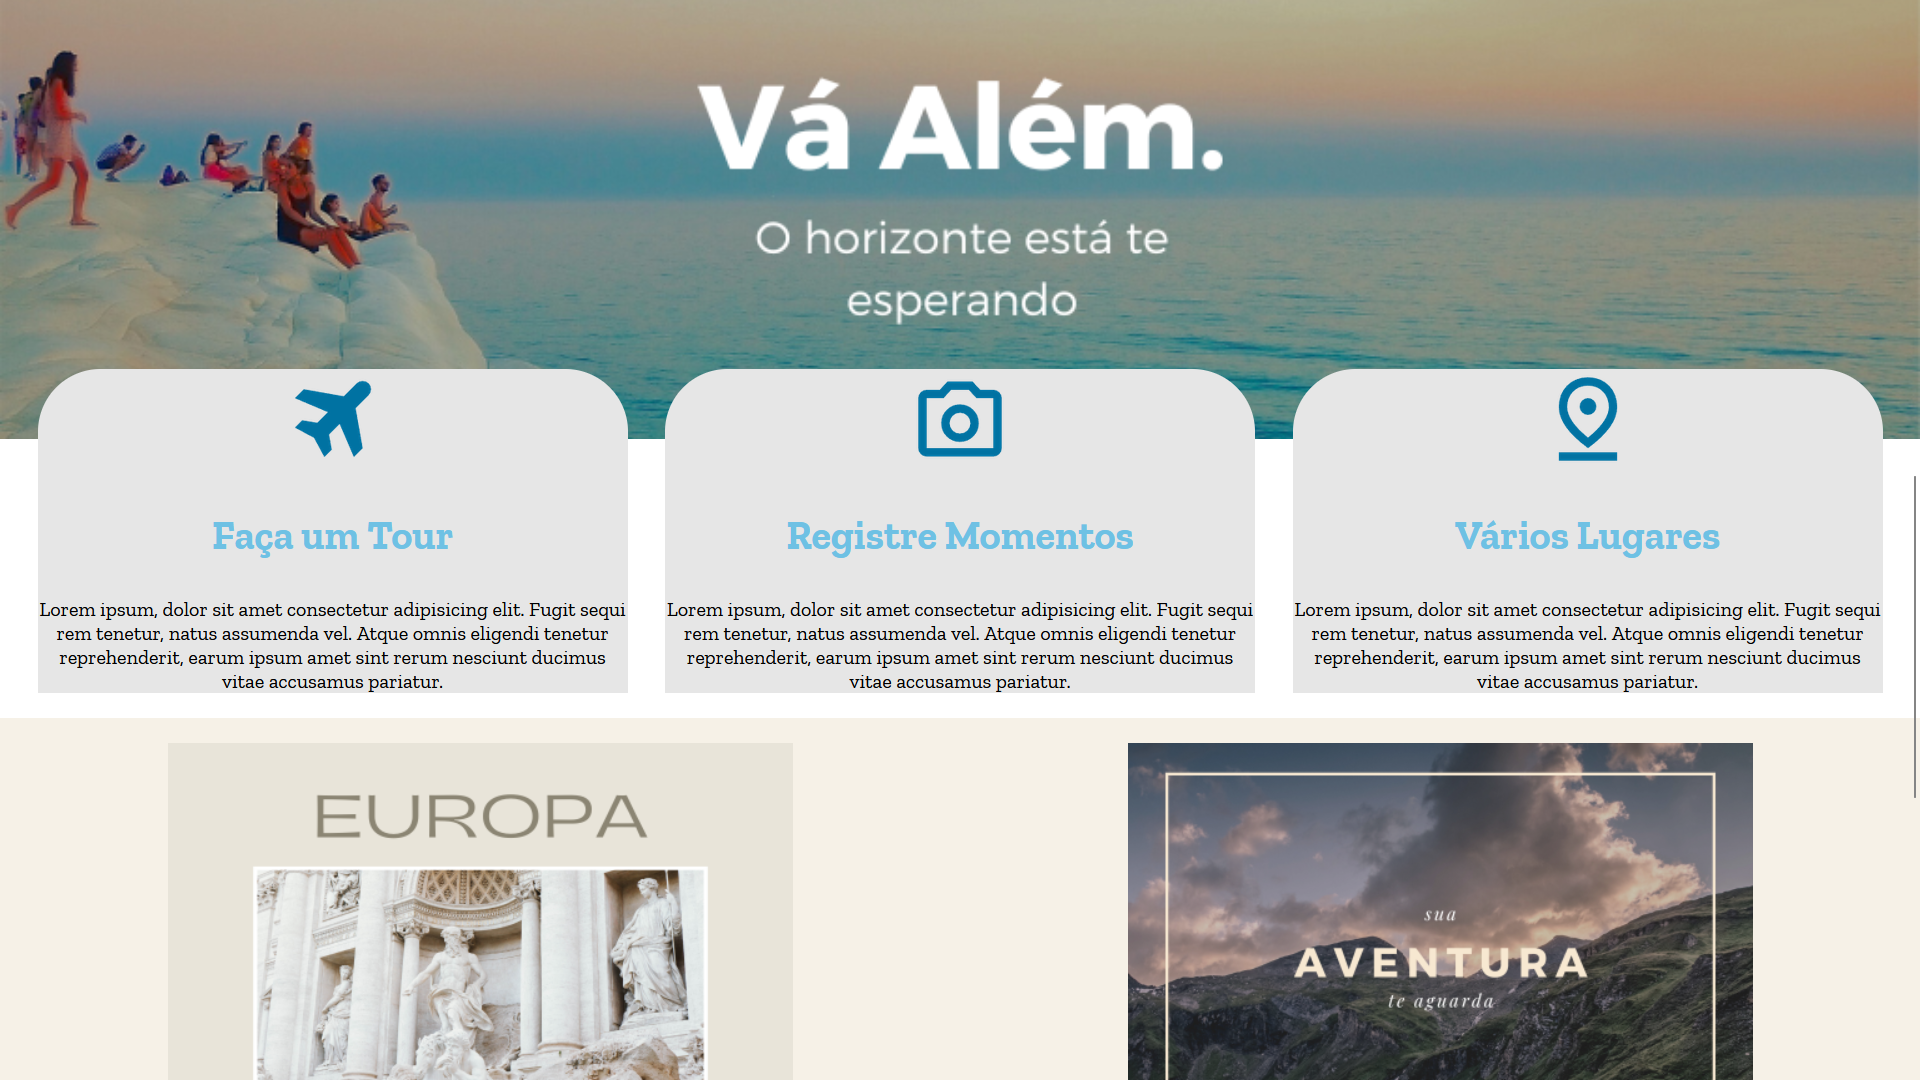 Vá Além.
O horizonte está te
esperando
Faça um Tour
Lorem ipsum, dolor sit amet consectetur adipisicing elit. Fugit sequi
rem tenetur, natus assumenda vel. Atque omnis eligendi tenetur
reprehenderit, earum ipsum amet sint rerum nesciunt ducimus
vitae accusamus pariatur.
Registre Momentos
Lorem ipsum, dolor sit amet consectetur adipisicing elit. Fugit sequi
rem tenetur, natus assumenda vel. Atque omnis eligendi tenetur
reprehenderit, earum ipsum amet sint rerum nesciunt ducimus
vitae accusamus pariatur.
Vários Lugares
Lorem ipsum, dolor sit amet consectetur adipisicing elit. Fugit sequi
rem tenetur, natus assumenda vel. Atque omnis eligendi tenetur
reprehenderit, earum ipsum amet sint rerum nesciunt ducimus
vitae accusamus pariatur.
EUROPA
sua
AVENTURA
te aguarda